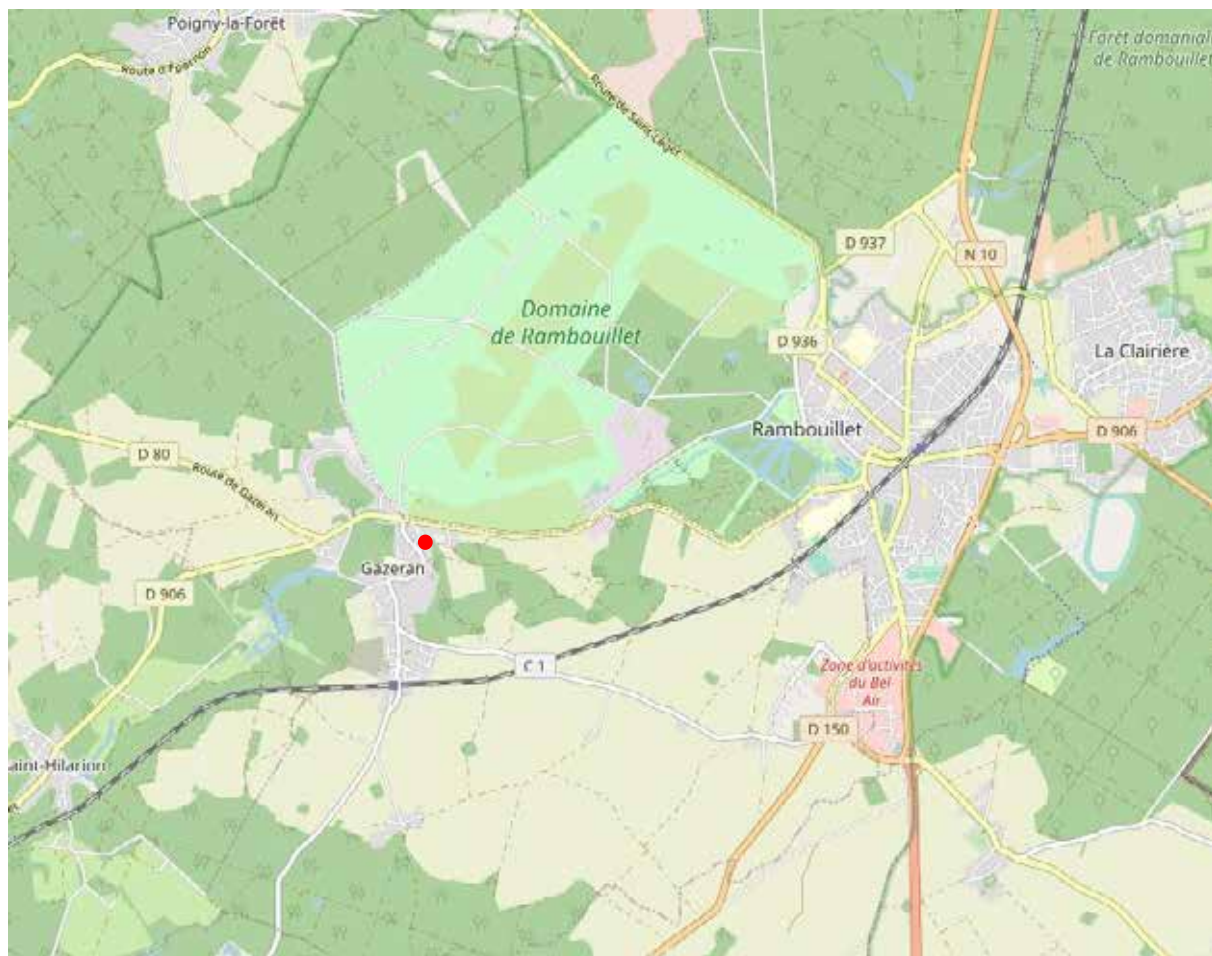 Poigny-la-Forêt
Route d'Épernon
Forêt domaniale
de Rambouillet
Route de Saint-Léger
D 937
N 10
Domaine
de Rambouillet
D 936
La Clairière
Rambouillet
D 906
D 80
Route de Gazeran
Gazeran
D 906
C 1
Zone d'activités
du Bel
Air
D 150
aint-Hilarion